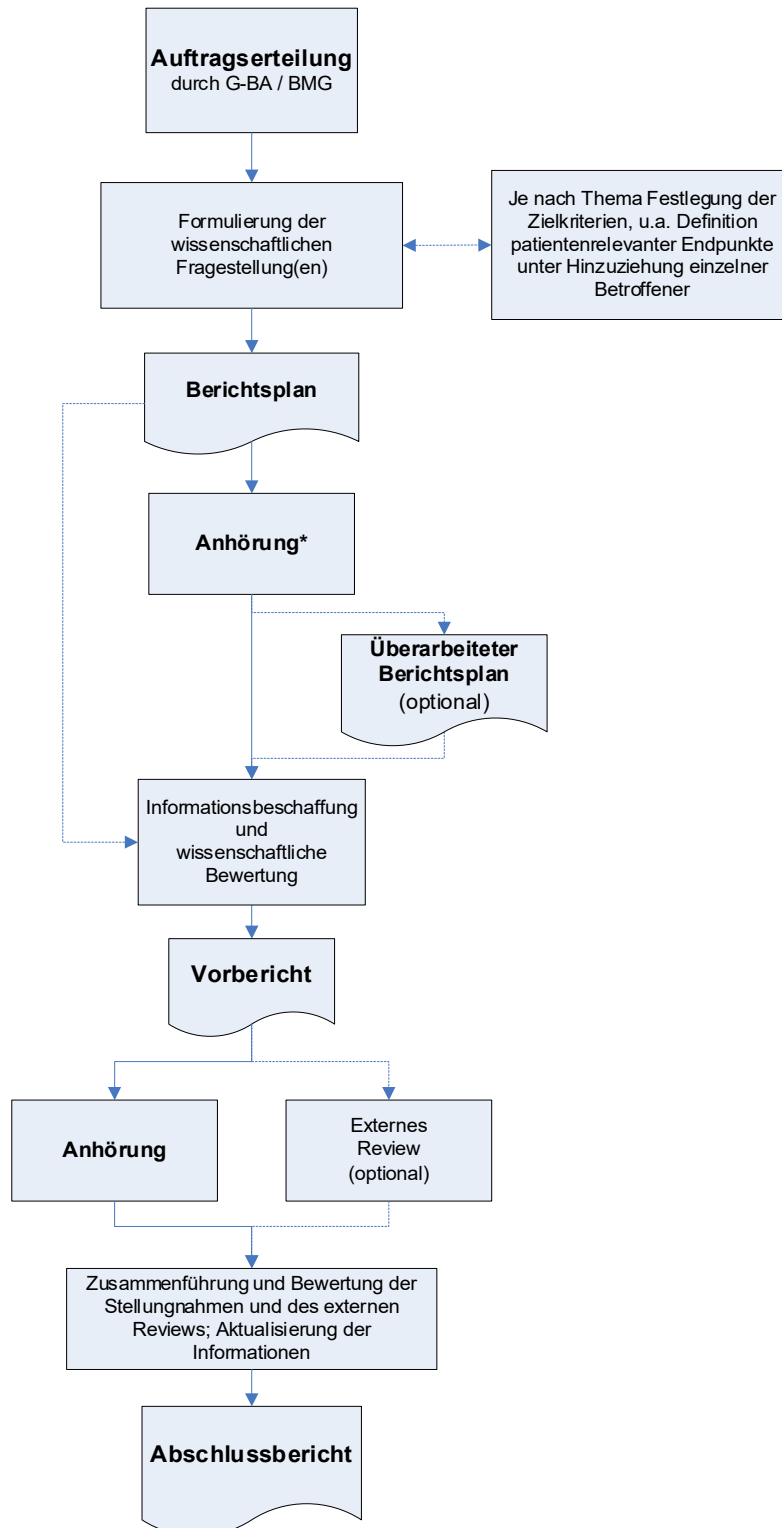 Auftragserteilung
durch G-BA / BMG
Formulierung der
wissenschaftlichen
Fragestellung(en)
Je nach Thema Festlegung der
Zielkriterien, u.a. Definition
patientenrelevanter Endpunkte
unter Hinzuziehung einzelner
Betroffener
Berichtsplan
Anhörung*
Überarbeiteter
Berichtsplan
(optional)
Informationsbeschaffung
und
wissenschaftliche
Bewertung
Vorbericht
Anhörung
Externes
Review
(optional)
Zusammenführung und Bewertung der
Stellungnahmen und des externen
Reviews; Aktualisierung der
Informationen
Abschlussbericht